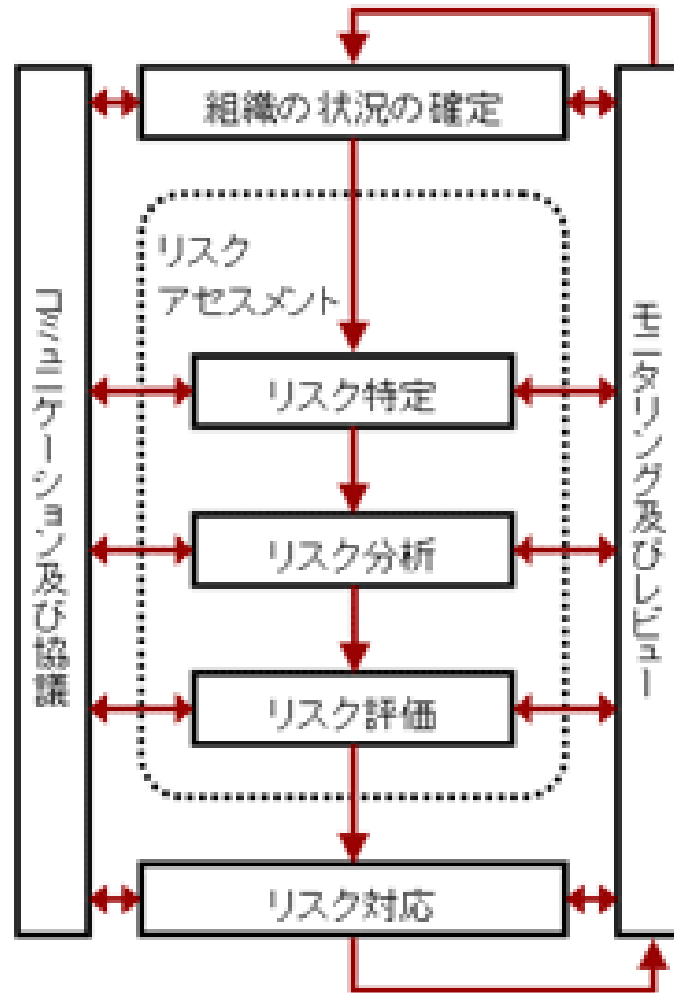 組織の状況の確定
リスク
アセスメント
リスク特定
リスク分析
リスク評価
リスク対応
コミュニケーション及び協議
モニタリング及びレビュー